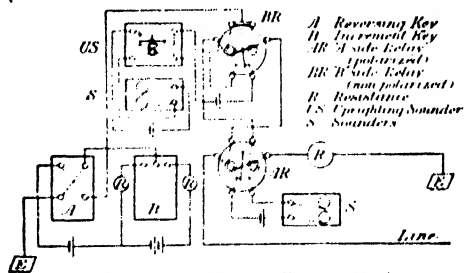 BR
US
B
S
A Reversing Key
B Increment Key
AR 'A' side Relay
(polarized)
BR 'B' side Relay
(non polarized)
R Resistance
US Uprighting Sounder
S Sounders
R
R
R
AR
A
B
E
S
E
Line